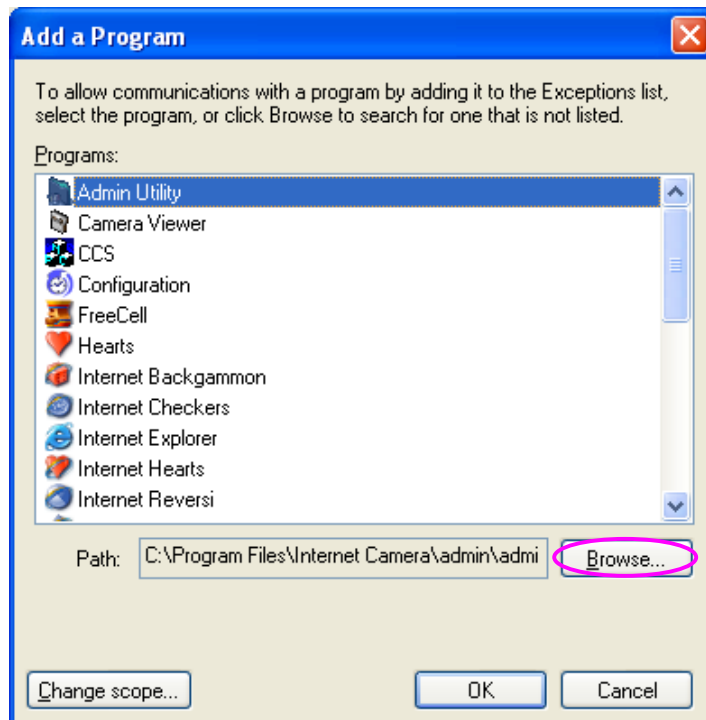 Add a Program
To allow communications with a program by adding it to the Exceptions list,
select the program, or click Browse to search for one that is not listed.
Programs:
Admin Utility
Camera Viewer
CCS
Configuration
FreeCell
Hearts
Internet Backgammon
Internet Checkers
Internet Explorer
Internet Hearts
Internet Reversi
Path: C:\Program Files\Internet Camera\admin\admi Browse...
Change scope... OK Cancel